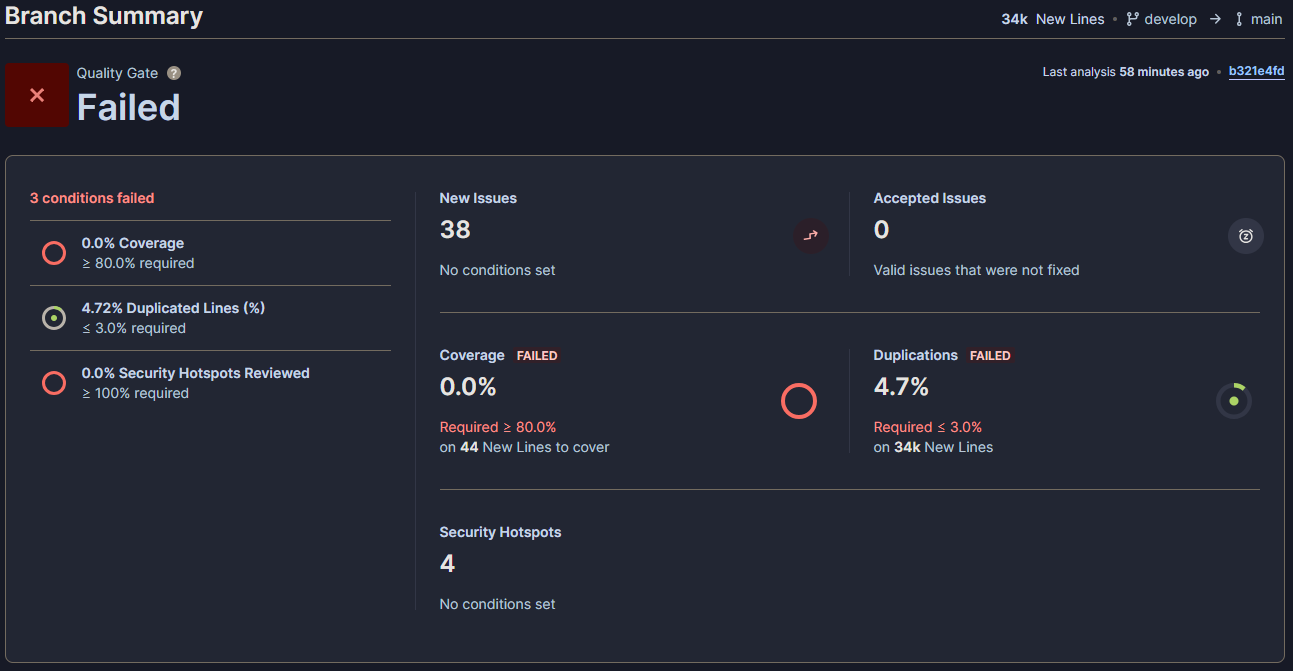 Branch Summary
34k New Lines • develop → main
Quality Gate ?
Failed
Last analysis 58 minutes ago • b321e4fd
3 conditions failed
0.0% Coverage
≥ 80.0% required
4.72% Duplicated Lines (%)
≤ 3.0% required
0.0% Security Hotspots Reviewed
≥ 100% required
New Issues
38
No conditions set
Accepted Issues
0
Valid issues that were not fixed
Coverage FAILED
0.0%
Required ≥ 80.0%
on 44 New Lines to cover
Duplications FAILED
4.7%
Required ≤ 3.0%
on 34k New Lines
Security Hotspots
4
No conditions set